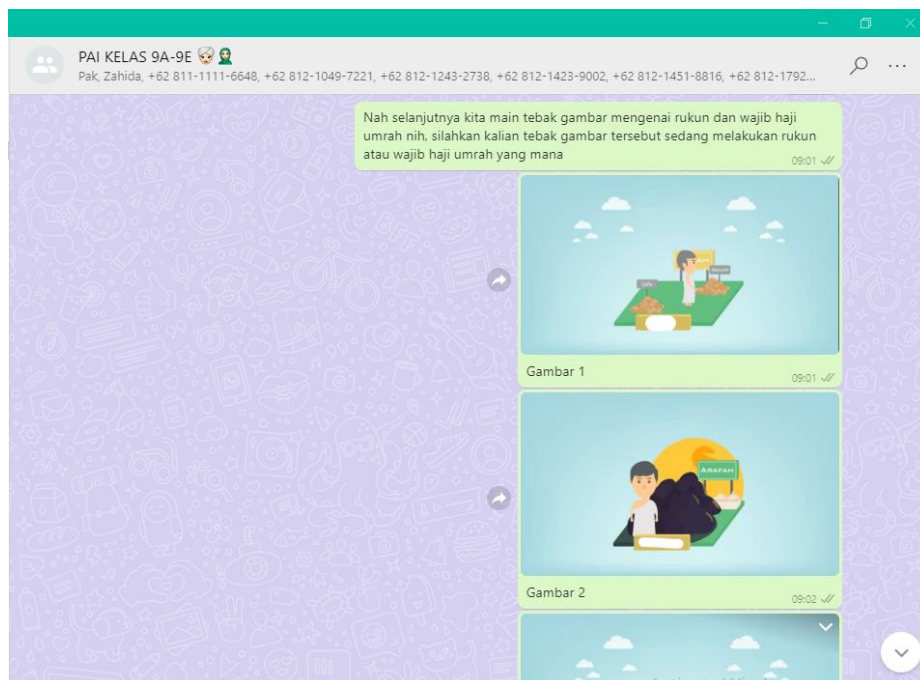 PAI KELAS 9A-9E
Pak, Zahida, +62 811-1111-6648, +62 812-1049-7221, +62 812-1243-2738, +62 812-1423-9002, +62 812-1451-8816, +62 812-1792...
Nah selanjutnya kita main tebak gambar mengenai rukun dan wajib haji
umrah nih, silahkan kalian tebak gambar tersebut sedang melakukan rukun
atau wajib haji umrah yang mana
09:01
Gambar 1
09:01
ARAFAH
Gambar 2
09:02